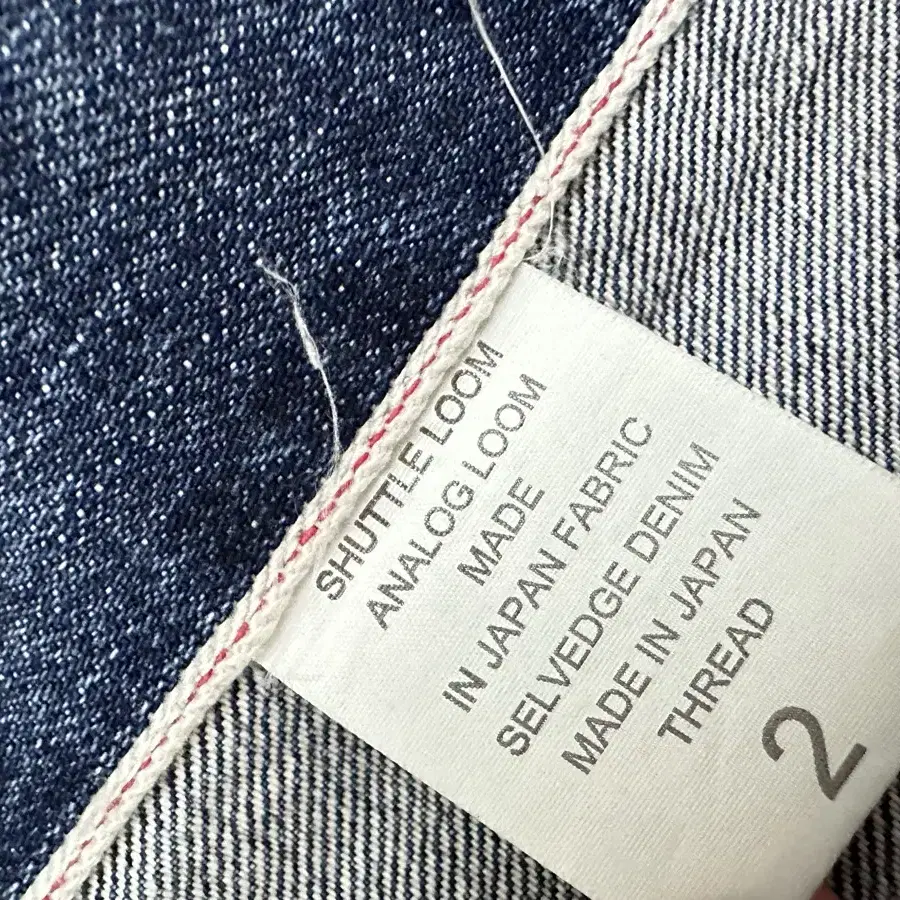 SHUTTLE LOOM
ANALOG LOOM
MADE
IN JAPAN FABRIC
SELVEDGE DENIM
MADE IN JAPAN
THREAD
2